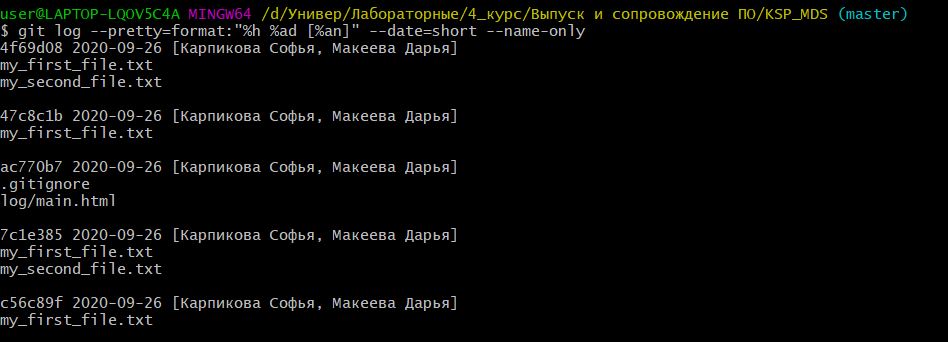 user@LAPTOP-LQOV5C4A MINGW64 /d/Универ/Лабораторные/4_курс/Выпуск и сопровождение ПО/KSP_MDS (master)
$ git log --pretty=format:"%h %ad [%an]" --date=short --name-only
4f69d08 2020-09-26 [Карпикова Софья, Макеева Дарья]
my_first_file.txt
my_second_file.txt
47c8c1b 2020-09-26 [Карпикова Софья, Макеева Дарья]
my_first_file.txt
ac770b7 2020-09-26 [Карпикова Софья, Макеева Дарья]
.gitignore
log/main.html
7c1e385 2020-09-26 [Карпикова Софья, Макеева Дарья]
my_first_file.txt
my_second_file.txt
c56c89f 2020-09-26 [Карпикова Софья, Макеева Дарья]
my_first_file.txt